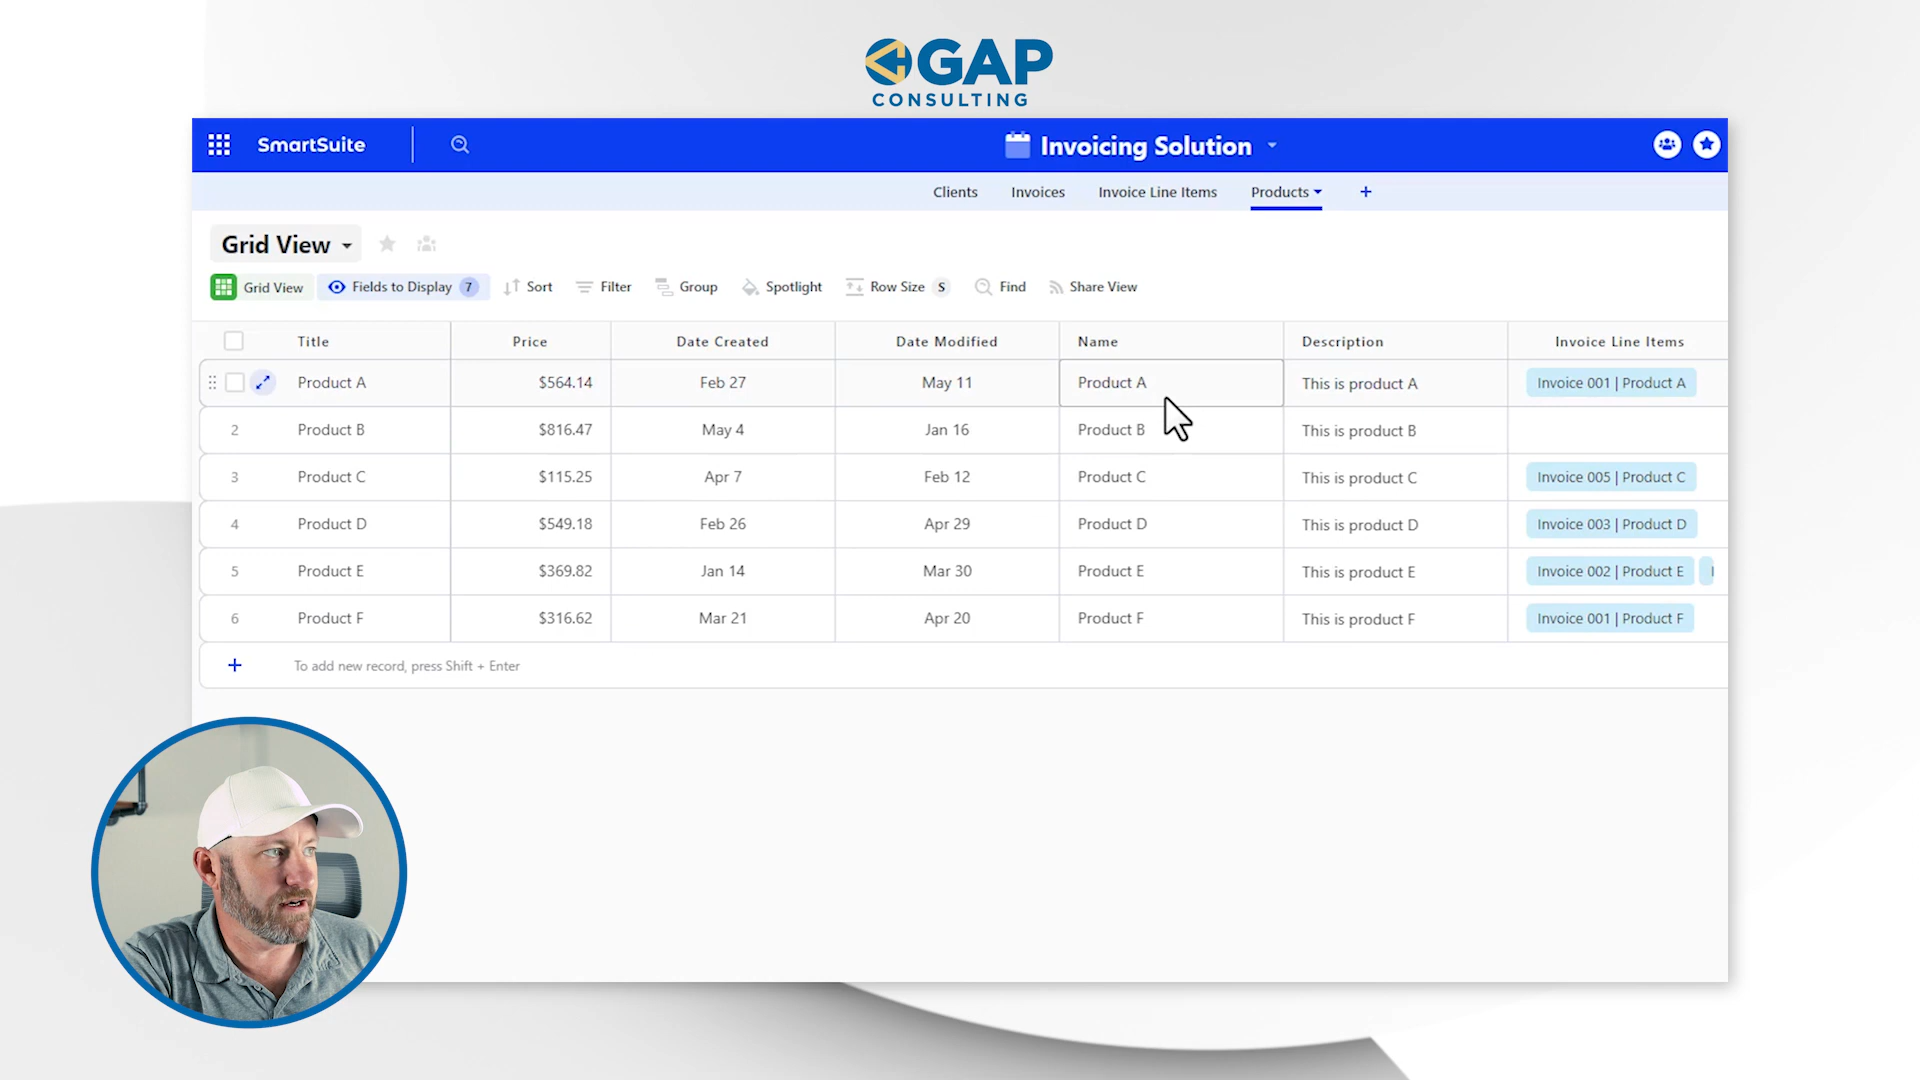 GAP
CONSULTING
SmartSuite
Invoicing Solution
Clients Invoices Invoice Line Items Products +
Grid View
Grid View Fields to Display 7 Sort Filter Group Spotlight Row Size S Find Share View
Title Price Date Created Date Modified Name Description Invoice Line Items
Product A $564.14 Feb 27 May 11 Product A This is product A Invoice 001 | Product A
2 Product B $816.47 May 4 Jan 16 Product B This is product B
3 Product C $115.25 Apr 7 Feb 12 Product C This is product C Invoice 005 | Product C
4 Product D $549.18 Feb 26 Apr 29 Product D This is product D Invoice 003 | Product D
5 Product E $369.82 Jan 14 Mar 30 Product E This is product E Invoice 002 | Product E
6 Product F $316.62 Mar 21 Apr 20 Product F This is product F Invoice 001 | Product F
+ To add new record, press Shift + Enter